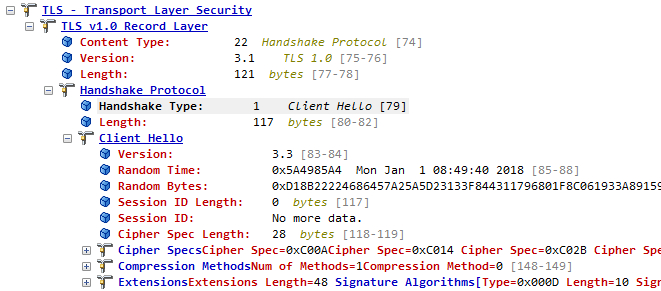 TLS - Transport Layer Security
TLS v1.0 Record Layer
Content Type: 22 Handshake Protocol [74]
Version: 3.1 TLS 1.0 [75-76]
Length: 121 bytes [77-78]
Handshake Protocol
Handshake Type: 1 Client Hello [79]
Length: 117 bytes [80-82]
Client Hello
Version: 3.3 [83-84]
Random Time: 0x5A4985A4 Mon Jan 1 08:49:40 2018 [85-88]
Random Bytes: 0xD18B22224686457A25A5D23133F844311796801F8C061933A89159
Session ID Length: 0 bytes [117]
Session ID: No more data.
Cipher Spec Length: 28 bytes [118-119]
Cipher SpecsCipher Spec=0xC00ACipher Spec=0xC014 Cipher Spec=0xC02B Cipher Spec
Compression MethodsNum of Methods=1Compression Method=0 [148-149]
ExtensionsExtensions Length=48 Signature Algorithms[Type=0x000D Length=10 Sign